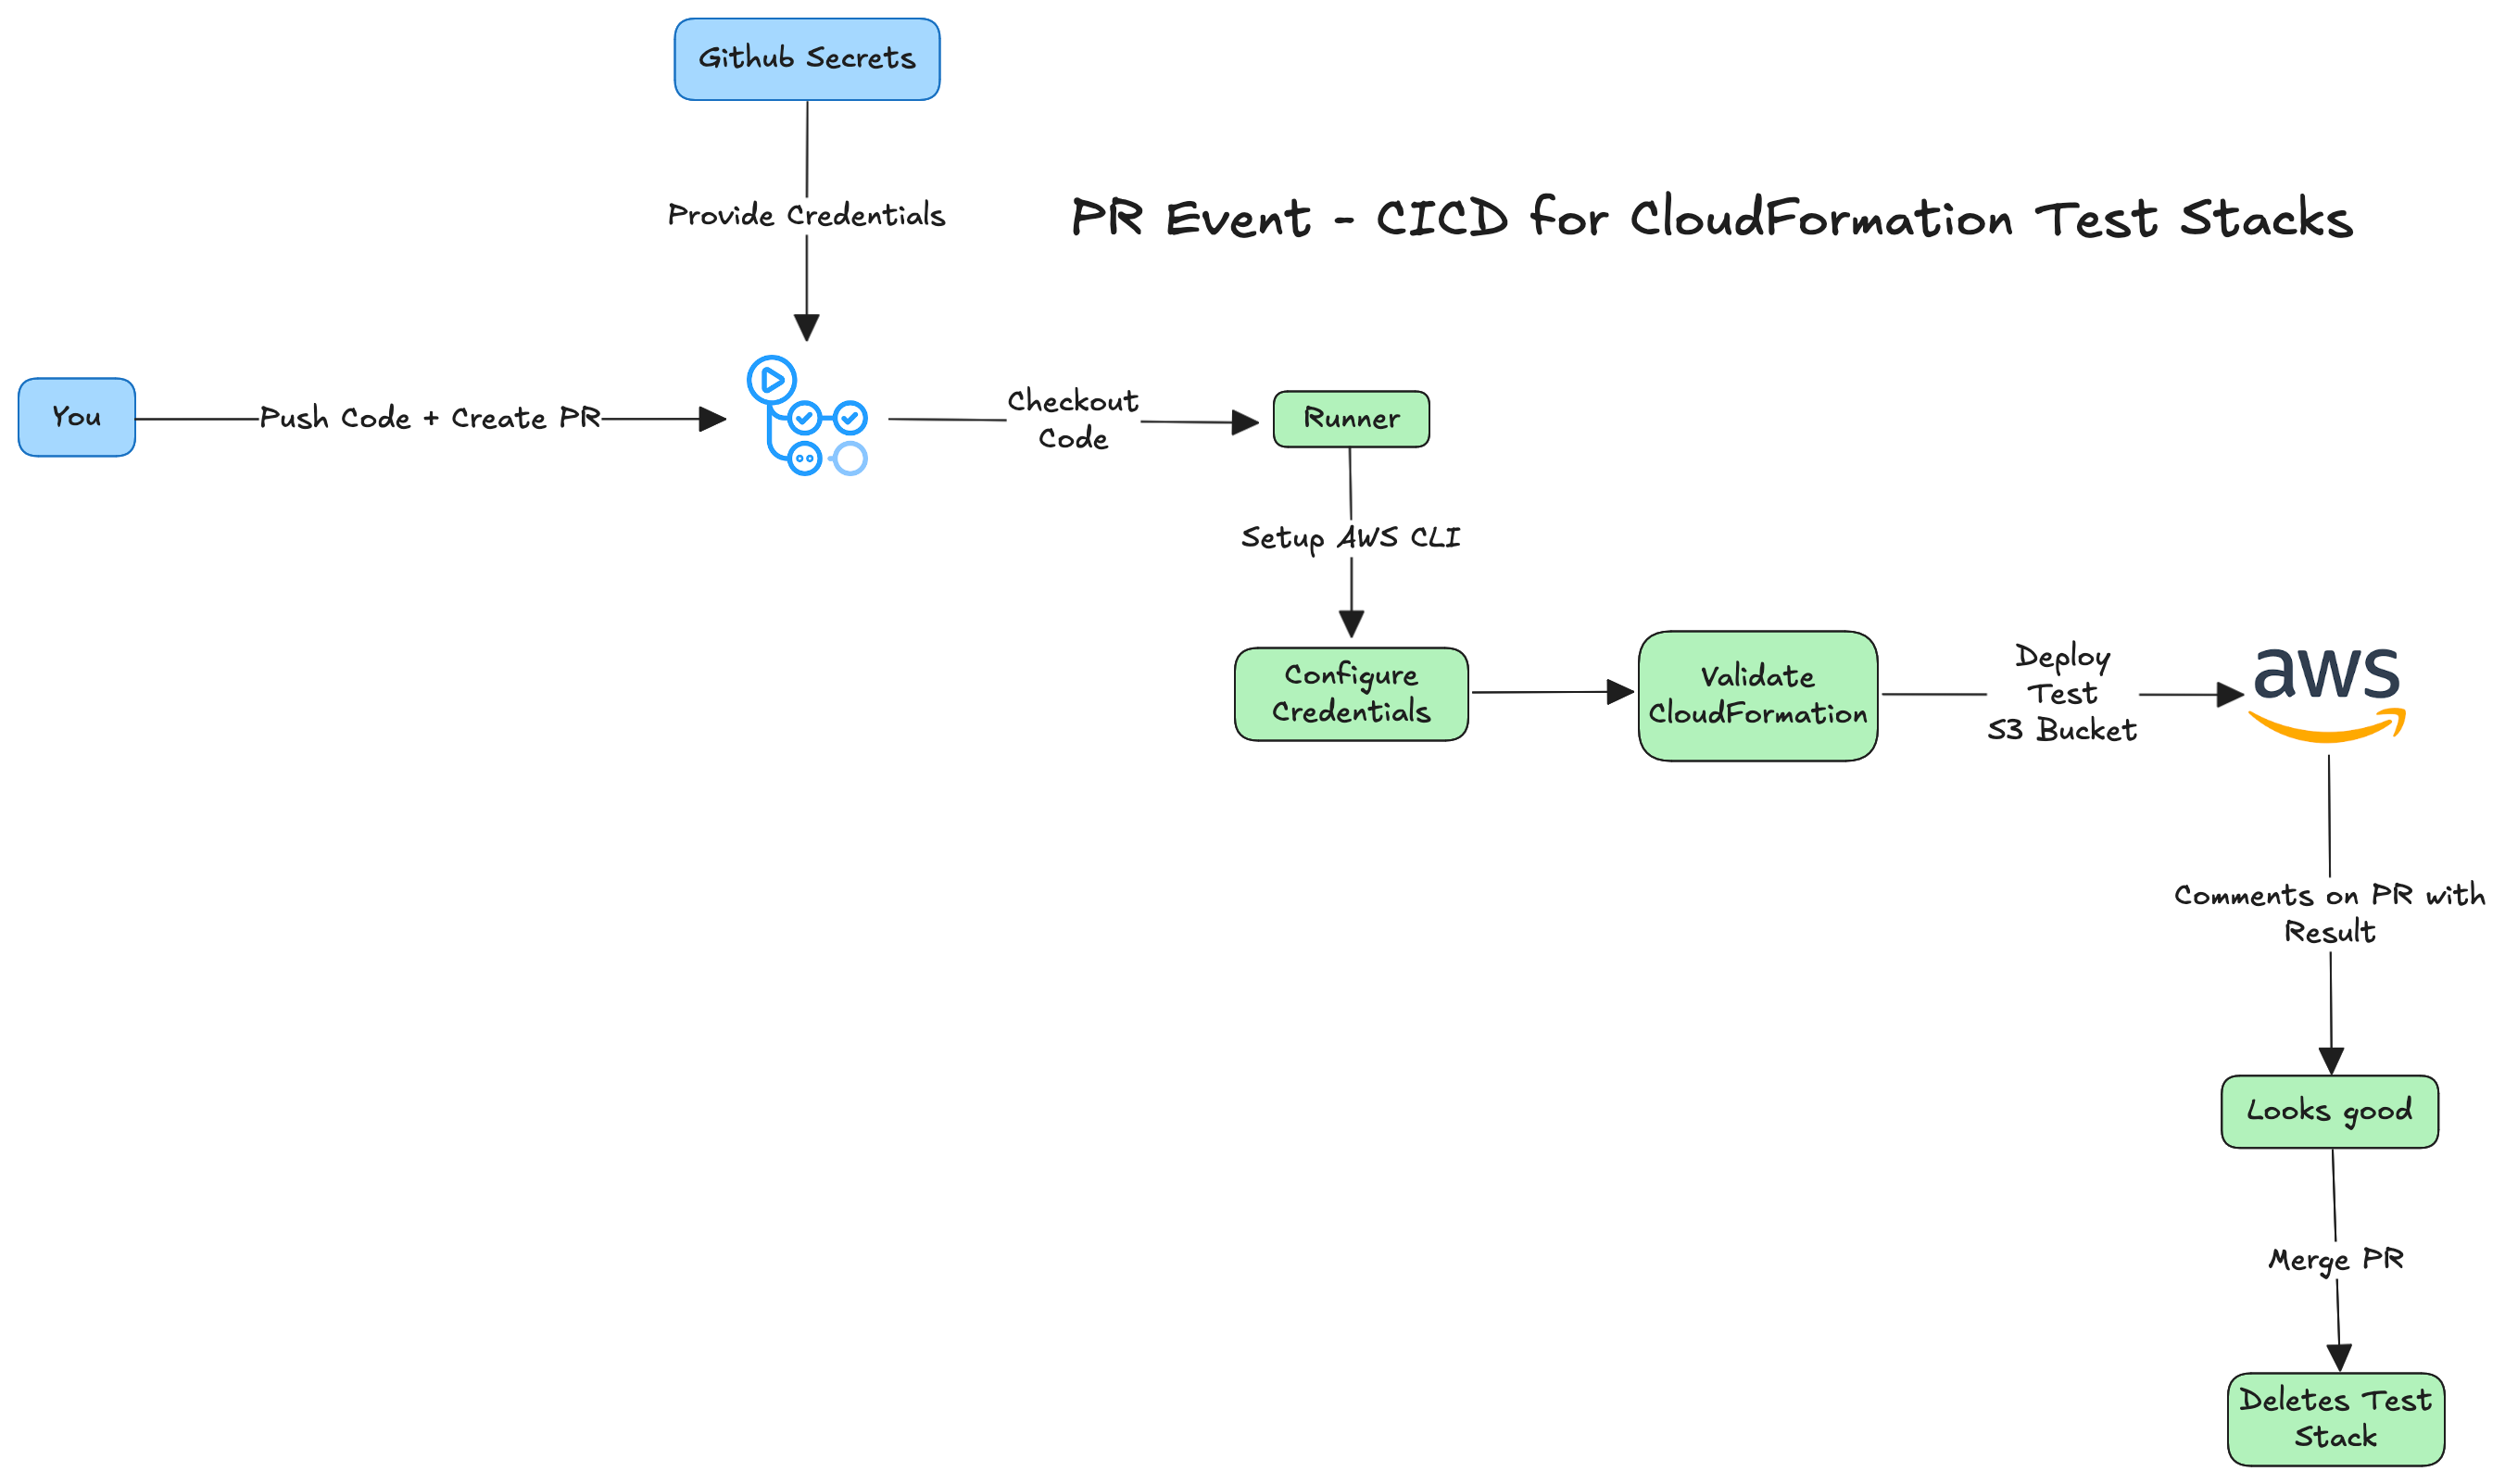 Github Secrets
Provide Credentials
PR Event - CICD for CloudFormation Test Stacks
You
Push Code + Create PR
Checkout
Code
Runner
Setup AWS CLI
Configure
Credentials
Validate
CloudFormation
Deploy
Test
S3 Bucket
aws
Comments on PR with
Result
Looks good
Merge PR
Deletes Test
Stack